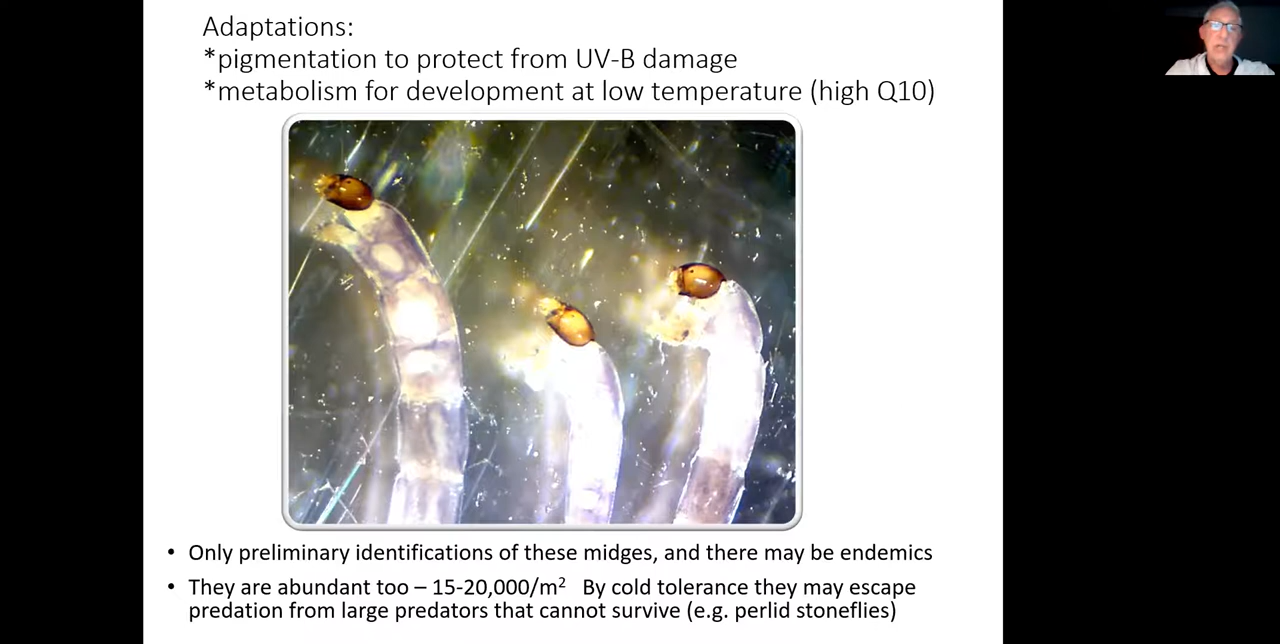 Adaptations:
*pigmentation to protect from UV-B damage
*metabolism for development at low temperature (high Q10)
• Only preliminary identifications of these midges, and there may be endemics
• They are abundant too – 15-20,000/m² By cold tolerance they may escape
predation from large predators that cannot survive (e.g. perlid stoneflies)